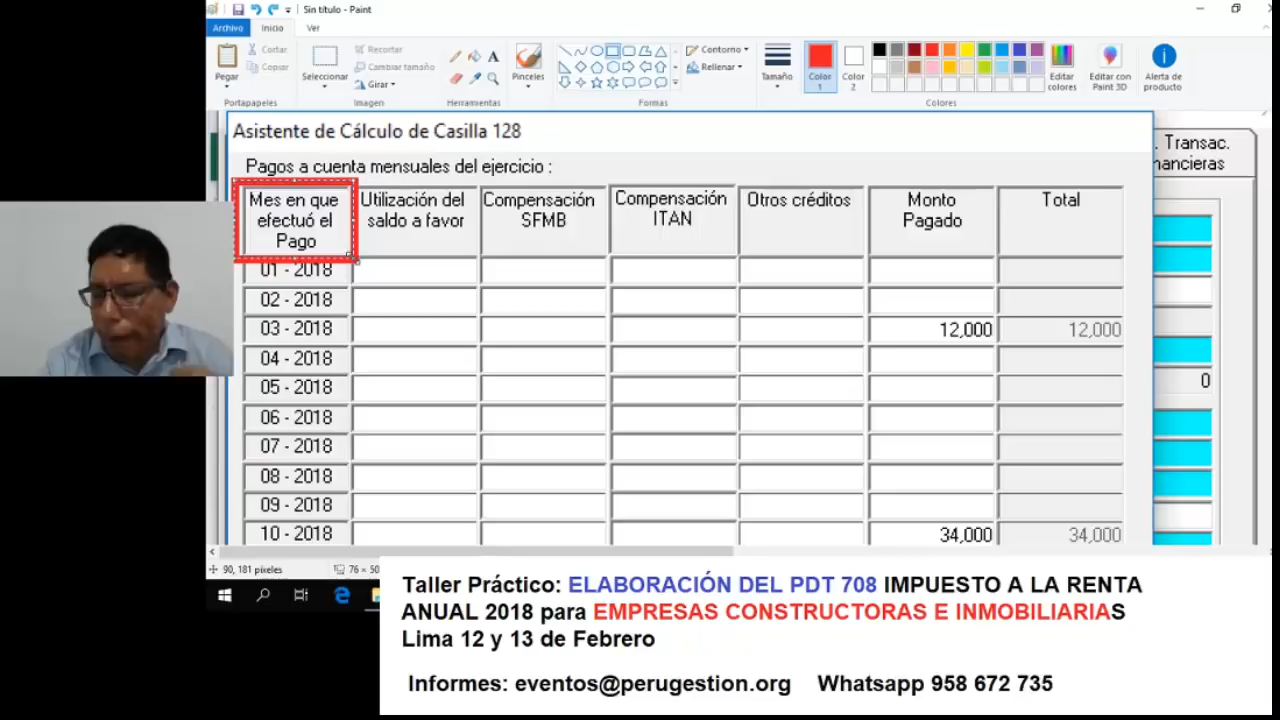 Sin título - Paint
Archivo Inicio Ver
Pegar
Cortar
Copiar
Portapapeles
Seleccionar
Recortar
Cambiar tamaño
Girar
Imagen
A
Herramientas
Pinceles
Formas
Contorno
Rellenar
Tamaño
Color 1
Color 2
Editar colores
Colores
Editar con Paint 3D
Alerta de producto
Asistente de Cálculo de Casilla 128
Pagos a cuenta mensuales del ejercicio :
Mes en que efectuó el Pago
Utilización del saldo a favor
Compensación SFMB
Compensación ITAN
Otros créditos
Monto Pagado
Total
01 - 2018
02 - 2018
03 - 2018 12,000 12,000
04 - 2018
05 - 2018
06 - 2018
07 - 2018
08 - 2018
09 - 2018
10 - 2018 34,000 34,000
. Transac.
nancieras
0
90, 181 píxeles
76 × 50
Taller Práctico: ELABORACIÓN DEL PDT 708 IMPUESTO A LA RENTA
ANUAL 2018 para EMPRESAS CONSTRUCTORAS E INMOBILIARIAS
Lima 12 y 13 de Febrero
Informes: eventos@perugestion.org Whatsapp 958 672 735